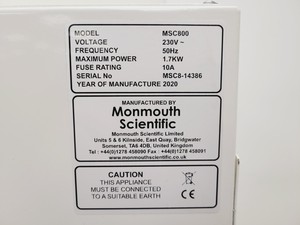 MODEL MSC800
VOLTAGE 230V ~
FREQUENCY 50Hz
MAXIMUM POWER 1.7KW
FUSE RATING 10A
SERIAL No MSC8-14386
YEAR OF MANUFACTURE 2020
MANUFACTURED BY
Monmouth
Scientific
Monmouth Scientific Limited
Units 5 & 6 Kilnside, East Quay, Bridgwater
Somerset, TA6 4DB, United Kingdom
Tel : +44(0)1278 458090 Fax : +44(0)1278 458091
www.monmouthscientific.co.uk
CAUTION
THIS APPLIANCE
MUST BE CONNECTED
TO A SUITABLE EARTH
CE